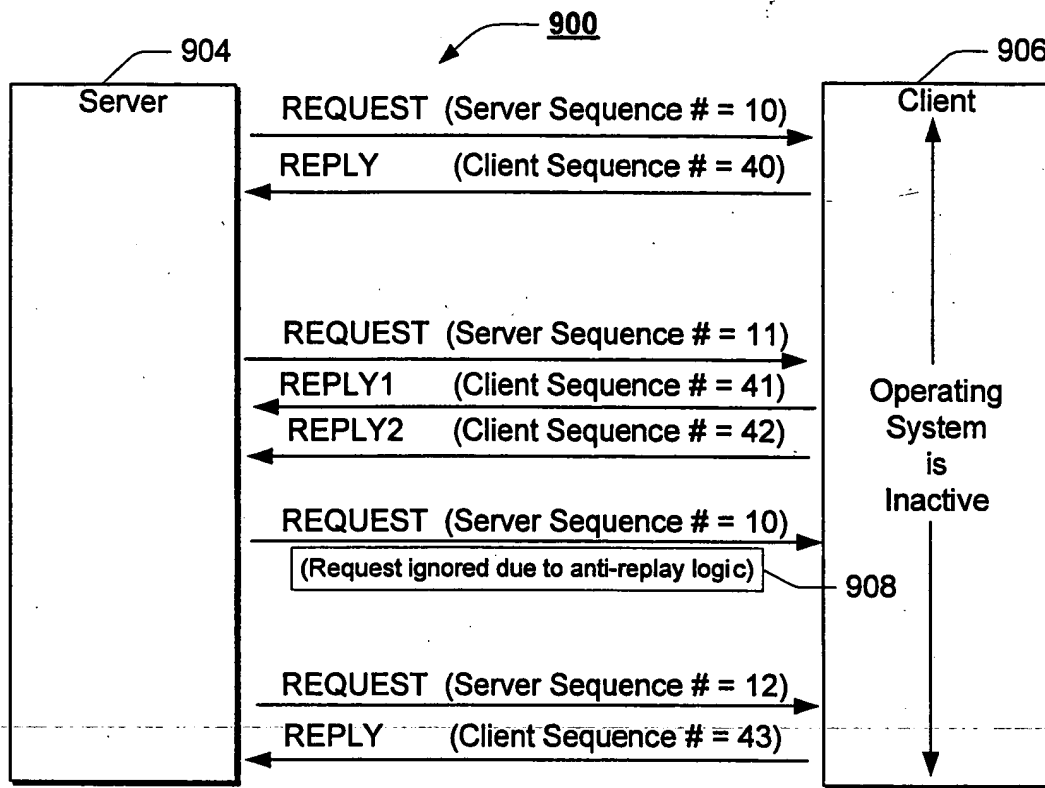 900
904
906
Server
Client
REQUEST (Server Sequence # = 10)
REPLY (Client Sequence # = 40)
REQUEST (Server Sequence # = 11)
REPLY1 (Client Sequence # = 41)
REPLY2 (Client Sequence # = 42)
Operating
System
is
Inactive
REQUEST (Server Sequence # = 10)
(Request ignored due to anti-replay logic)
908
REQUEST (Server Sequence # = 12)
REPLY (Client Sequence # = 43)